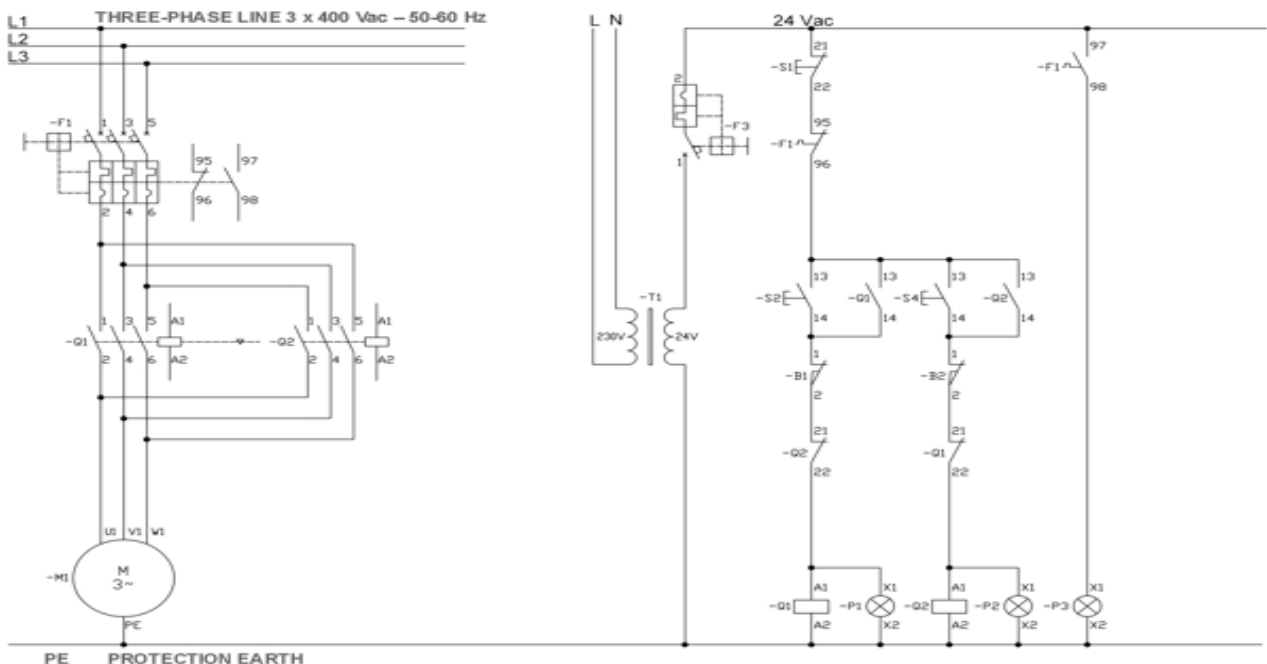 THREE-PHASE LINE 3 x 400 Vac – 50-60 Hz
L1
L2
L3
-F1
1 3 5
95 97
96 98
2 4 6
1 3 5 A1
-Q1
2 4 6 A2
1 3 5 A1
-Q2
2 4 6 A2
U1 V1 W1
-M1
M
3~
PE
PE PROTECTION EARTH
L N
2
-F3
1
-T1
230V 24V
24 Vac
21
-S1
22
95
-F1
96
13
-S2
14
13
-Q1
14
13
-S4
14
13
-Q2
14
1
-B1
2
1
-B2
2
21
-Q2
22
21
-Q1
22
97
-F1
98
A1
-Q1
A2
X1
-P1
X2
A1
-Q2
A2
X1
-P2
X2
X1
-P3
X2